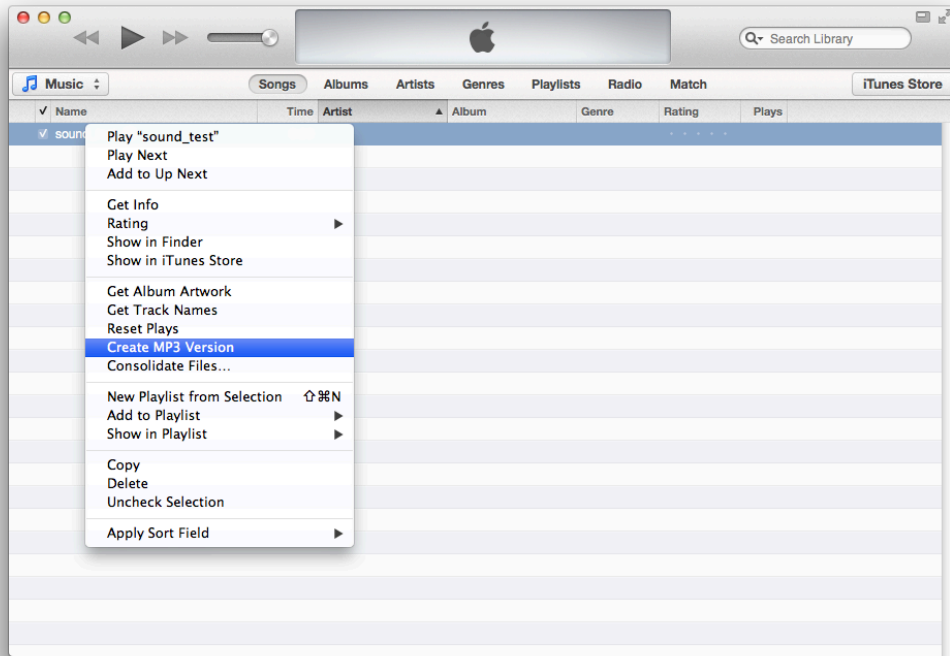 Search Library
Music
Songs Albums Artists Genres Playlists Radio Match
iTunes Store
✓ Name Time Artist ▲ Album Genre Rating Plays
sound
Play “sound_test”
Play Next
Add to Up Next
Get Info
Rating ▶
Show in Finder
Show in iTunes Store
Get Album Artwork
Get Track Names
Reset Plays
Create MP3 Version
Consolidate Files...
New Playlist from Selection ⇧⌘N
Add to Playlist ▶
Show in Playlist ▶
Copy
Delete
Uncheck Selection
Apply Sort Field ▶